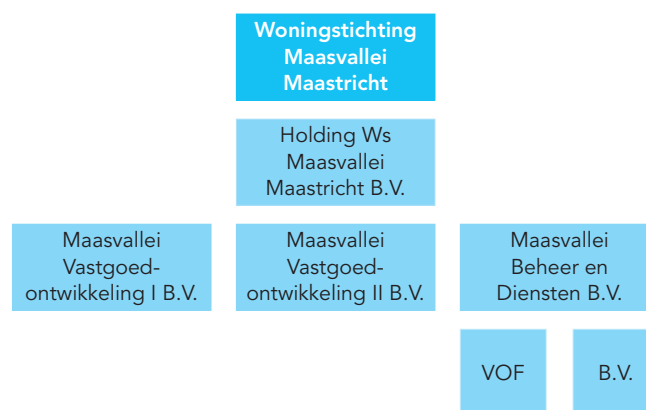 Woningstichting
Maasvallei
Maastricht
Holding Ws
Maasvallei
Maastricht B.V.
Maasvallei
Vastgoed-
ontwikkeling I B.V.
Maasvallei
Vastgoed-
ontwikkeling II B.V.
Maasvallei
Beheer en
Diensten B.V.
VOF
B.V.